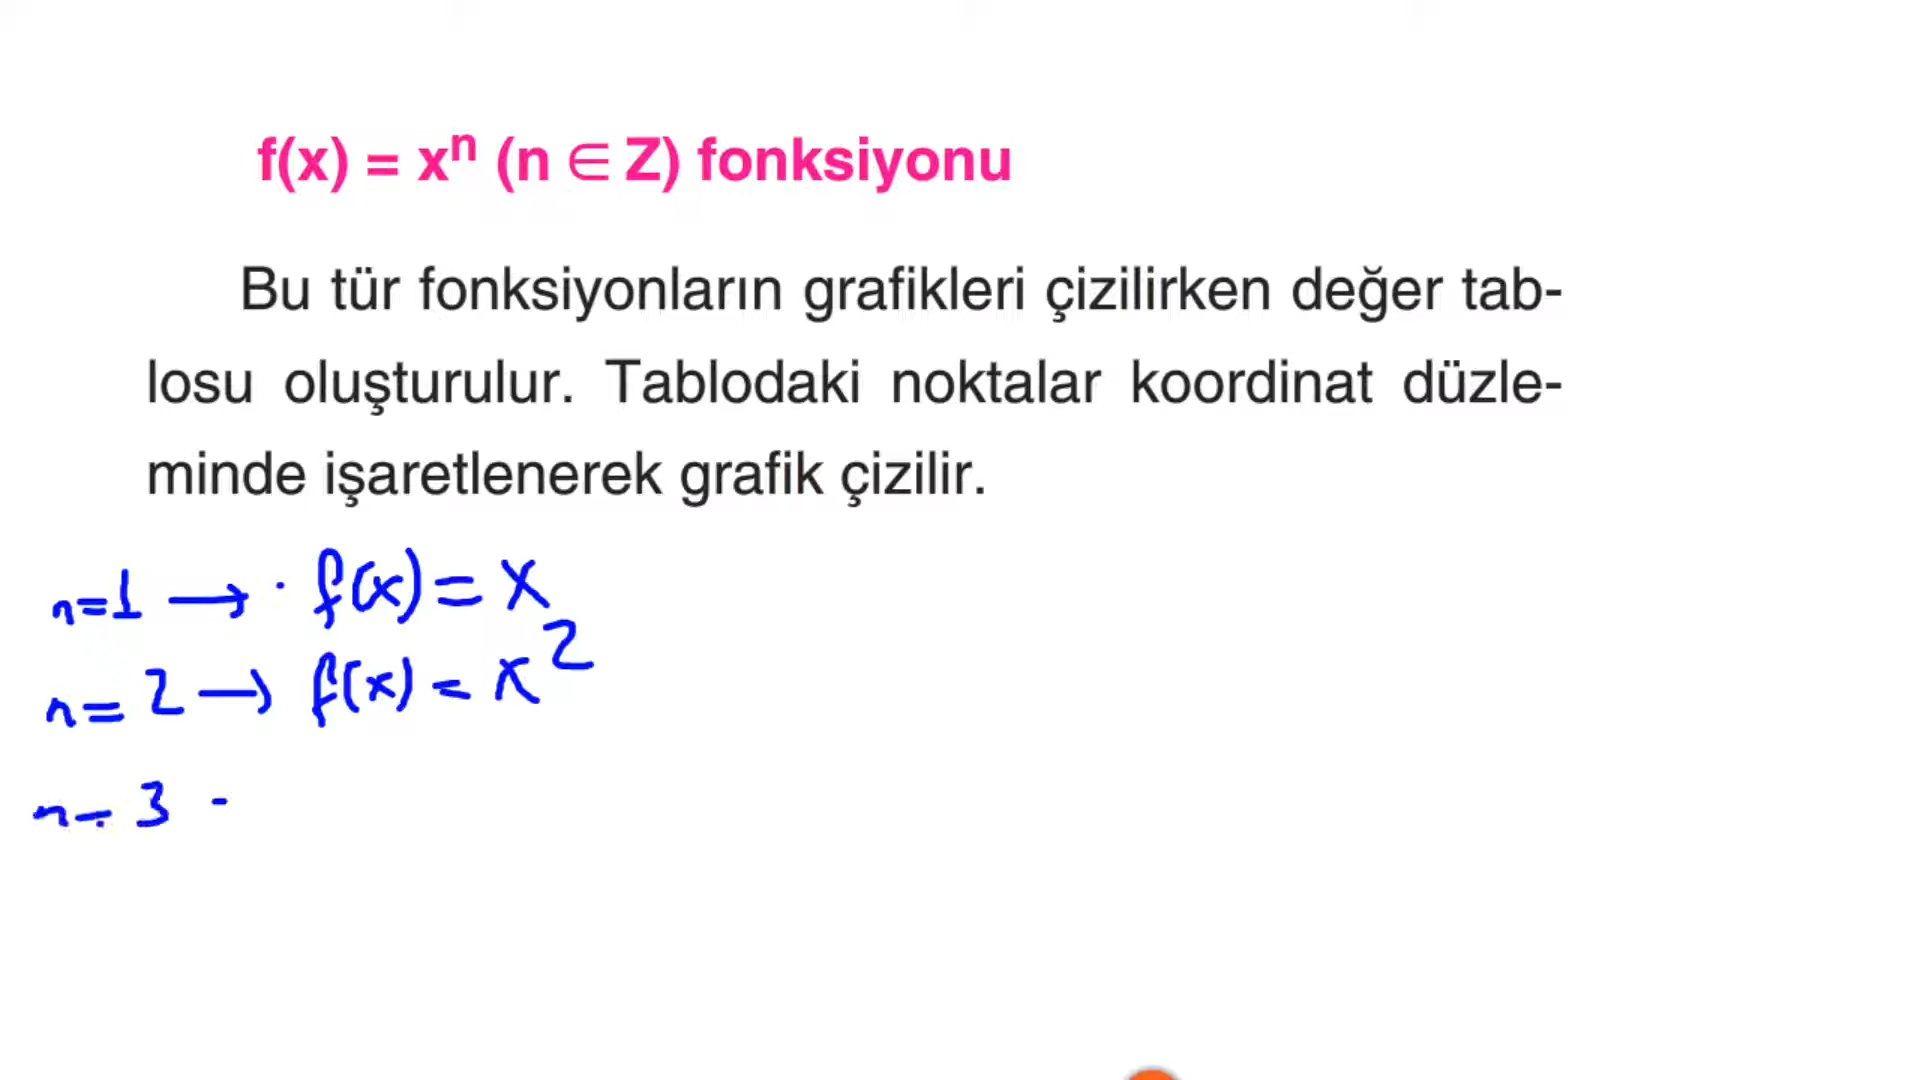 f(x) = xⁿ (n ∈ Z) fonksiyonu
Bu tür fonksiyonların grafikleri çizilirken değer tab-
losu oluşturulur. Tablodaki noktalar koordinat düzle-
minde işaretlenerek grafik çizilir.
n=1 → · f(x) = x
n=2 → f(x) = x²
n= 3 -